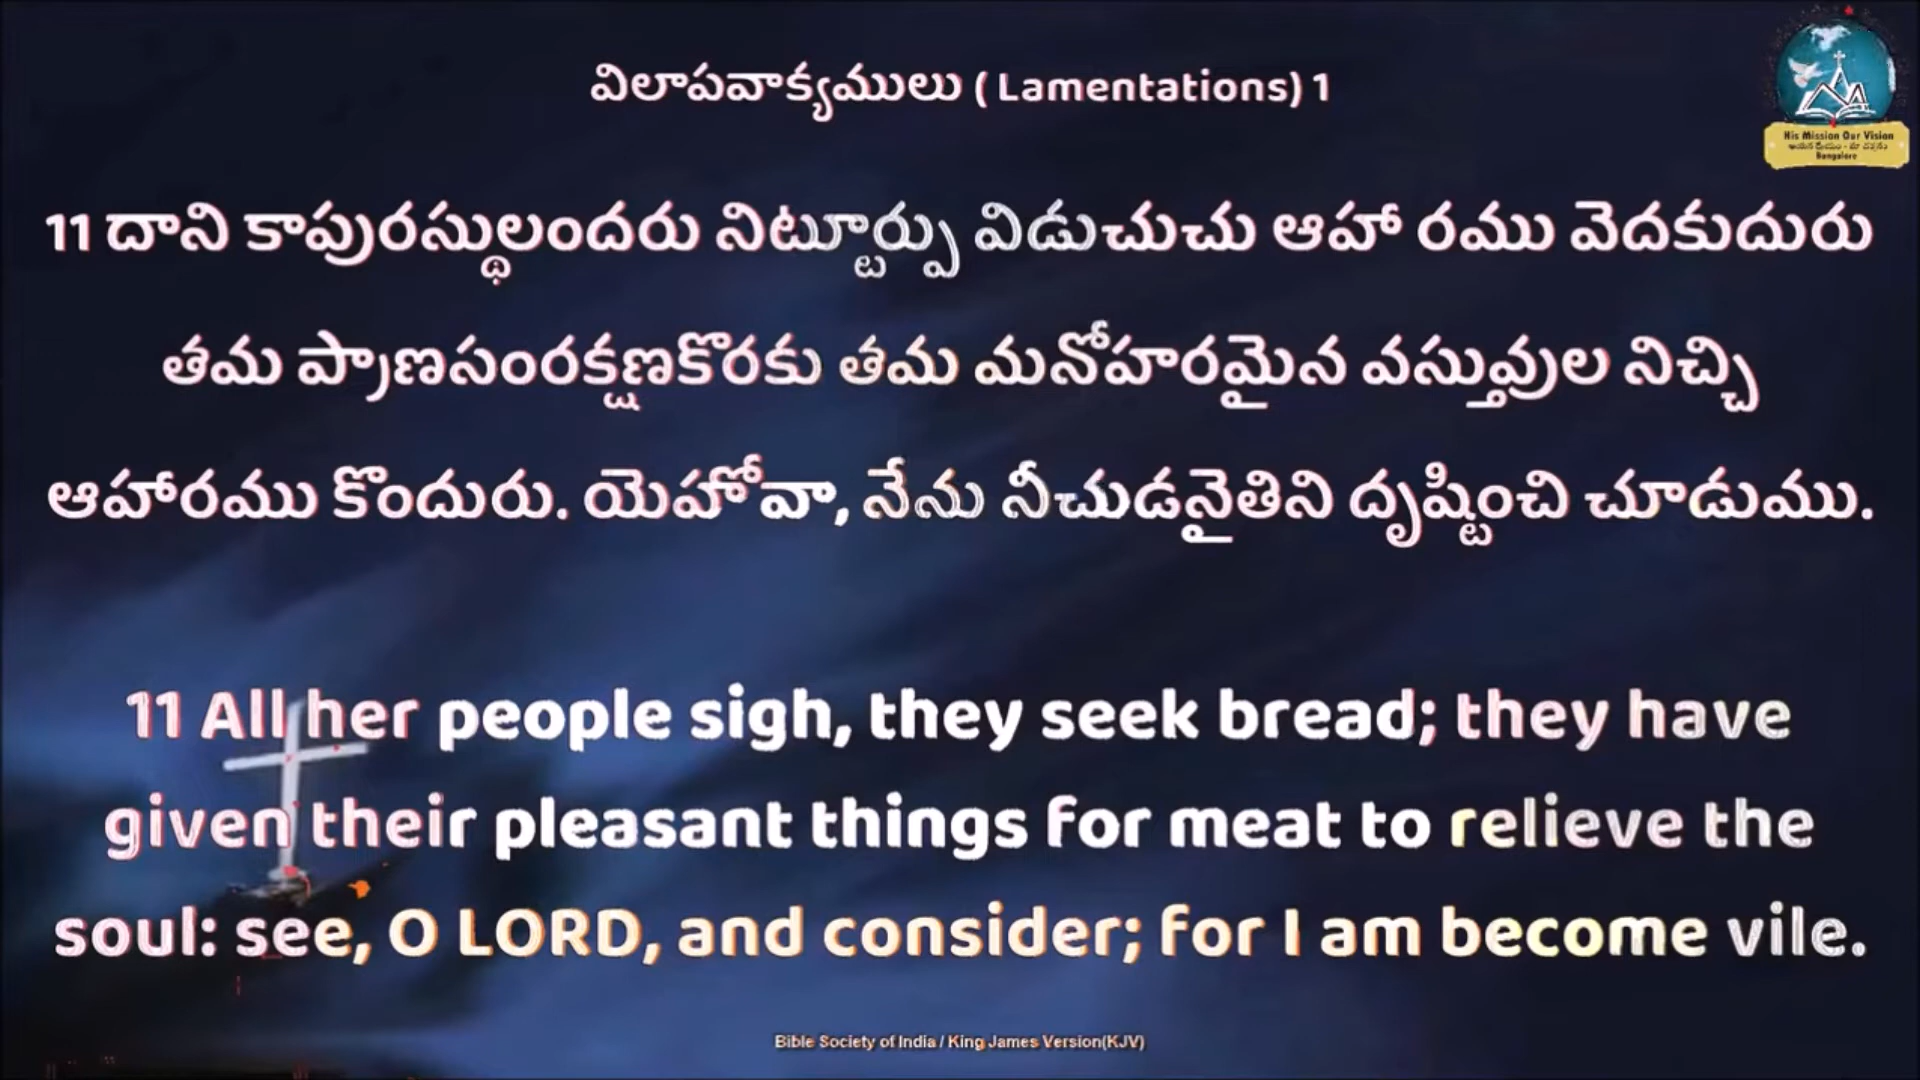 విలాపవాక్యములు ( Lamentations) 1
His Mission Our Vision
Bangalore
11 దాని కాపురస్థులందరు నిట్టూర్పు విడుచుచు ఆహా రము వెదకుదురు
తమ ప్రాణసంరక్షణకొరకు తమ మనోహరమైన వస్తువుల నిచ్చి
ఆహారము కొందురు. యెహోవా, నేను నీచుడనైతిని దృష్టించి చూడుము.
11 All her people sigh, they seek bread; they have
given their pleasant things for meat to relieve the
soul: see, O LORD, and consider; for I am become vile.
Bible Society of India / King James Version(KJV)